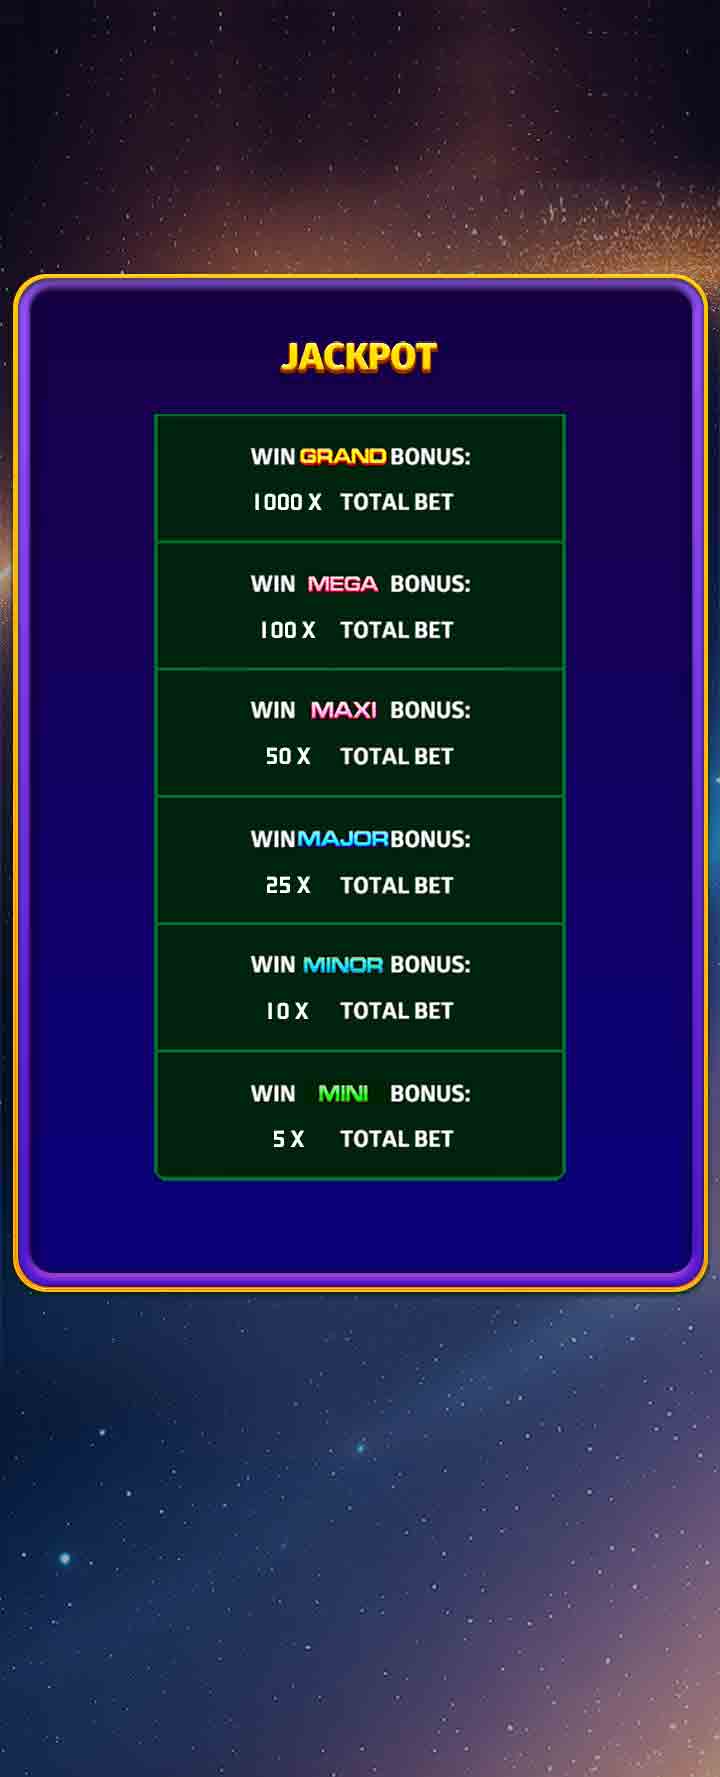 JACKPOT
WIN GRAND BONUS:
1000 X TOTAL BET
WIN MEGA BONUS:
100 X TOTAL BET
WIN MAXI BONUS:
50 X TOTAL BET
WIN MAJOR BONUS:
25 X TOTAL BET
WIN MINOR BONUS:
10 X TOTAL BET
WIN MINI BONUS:
5 X TOTAL BET